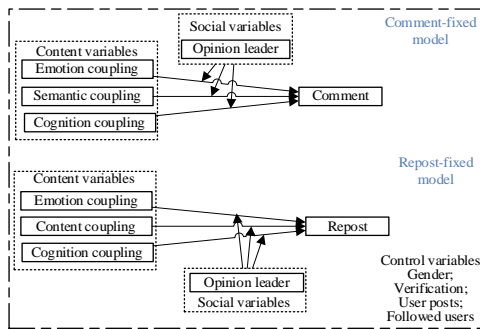 Social variables
Opinion leader
Comment-fixed
model
Content variables
Emotion coupling
Semantic coupling
Cognition coupling
Comment
Content variables
Emotion coupling
Content coupling
Cognition coupling
Repost-fixed
model
Repost
Opinion leader
Social variables
Control variables
Gender;
Verification;
User posts;
Followed users